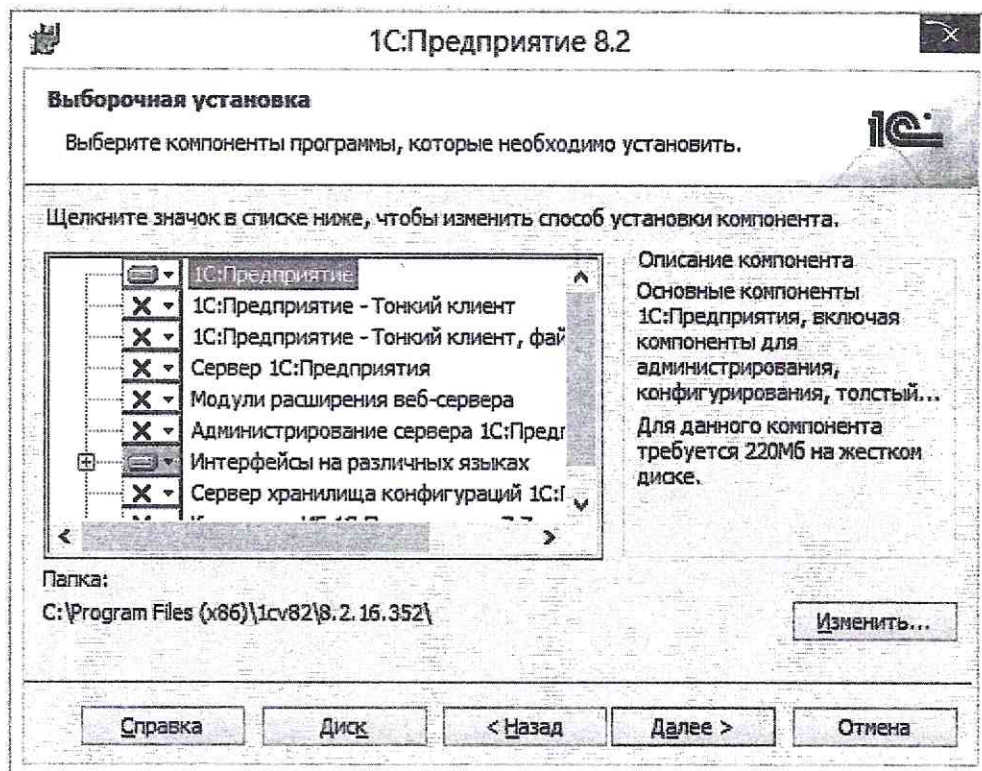 1С:Предприятие 8.2
Выборочная установка
Выберите компоненты программы, которые необходимо установить.
1С
Щелкните значок в списке ниже, чтобы изменить способ установки компонента.
1С:Предприятие
1С:Предприятие - Тонкий клиент
1С:Предприятие - Тонкий клиент, фай
Сервер 1С:Предприятия
Модули расширения веб-сервера
Администрирование сервера 1С:Предг
Интерфейсы на различных языках
Сервер хранилища конфигураций 1С:Г
Описание компонента
Основные компоненты
1С:Предприятия, включая
компоненты для
администрирования,
конфигурирования, толстый...
Для данного компонента
требуется 220Мб на жестком
диске.
Папка:
C:\Program Files (x86)\1cv82\8.2.16.352\
Изменить...
Справка
Диск
< Назад
Далее >
Отмена